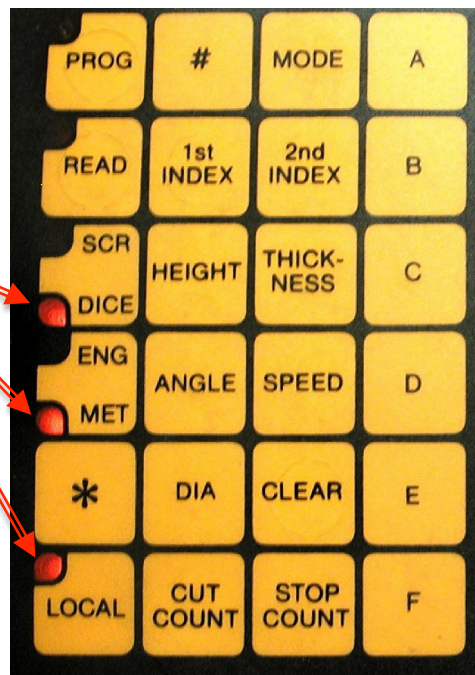 PROG # MODE A
READ 1st INDEX 2nd INDEX B
SCR
DICE
HEIGHT THICK-
NESS C
ENG
MET
ANGLE SPEED D
* DIA CLEAR E
LOCAL CUT
COUNT STOP
COUNT F